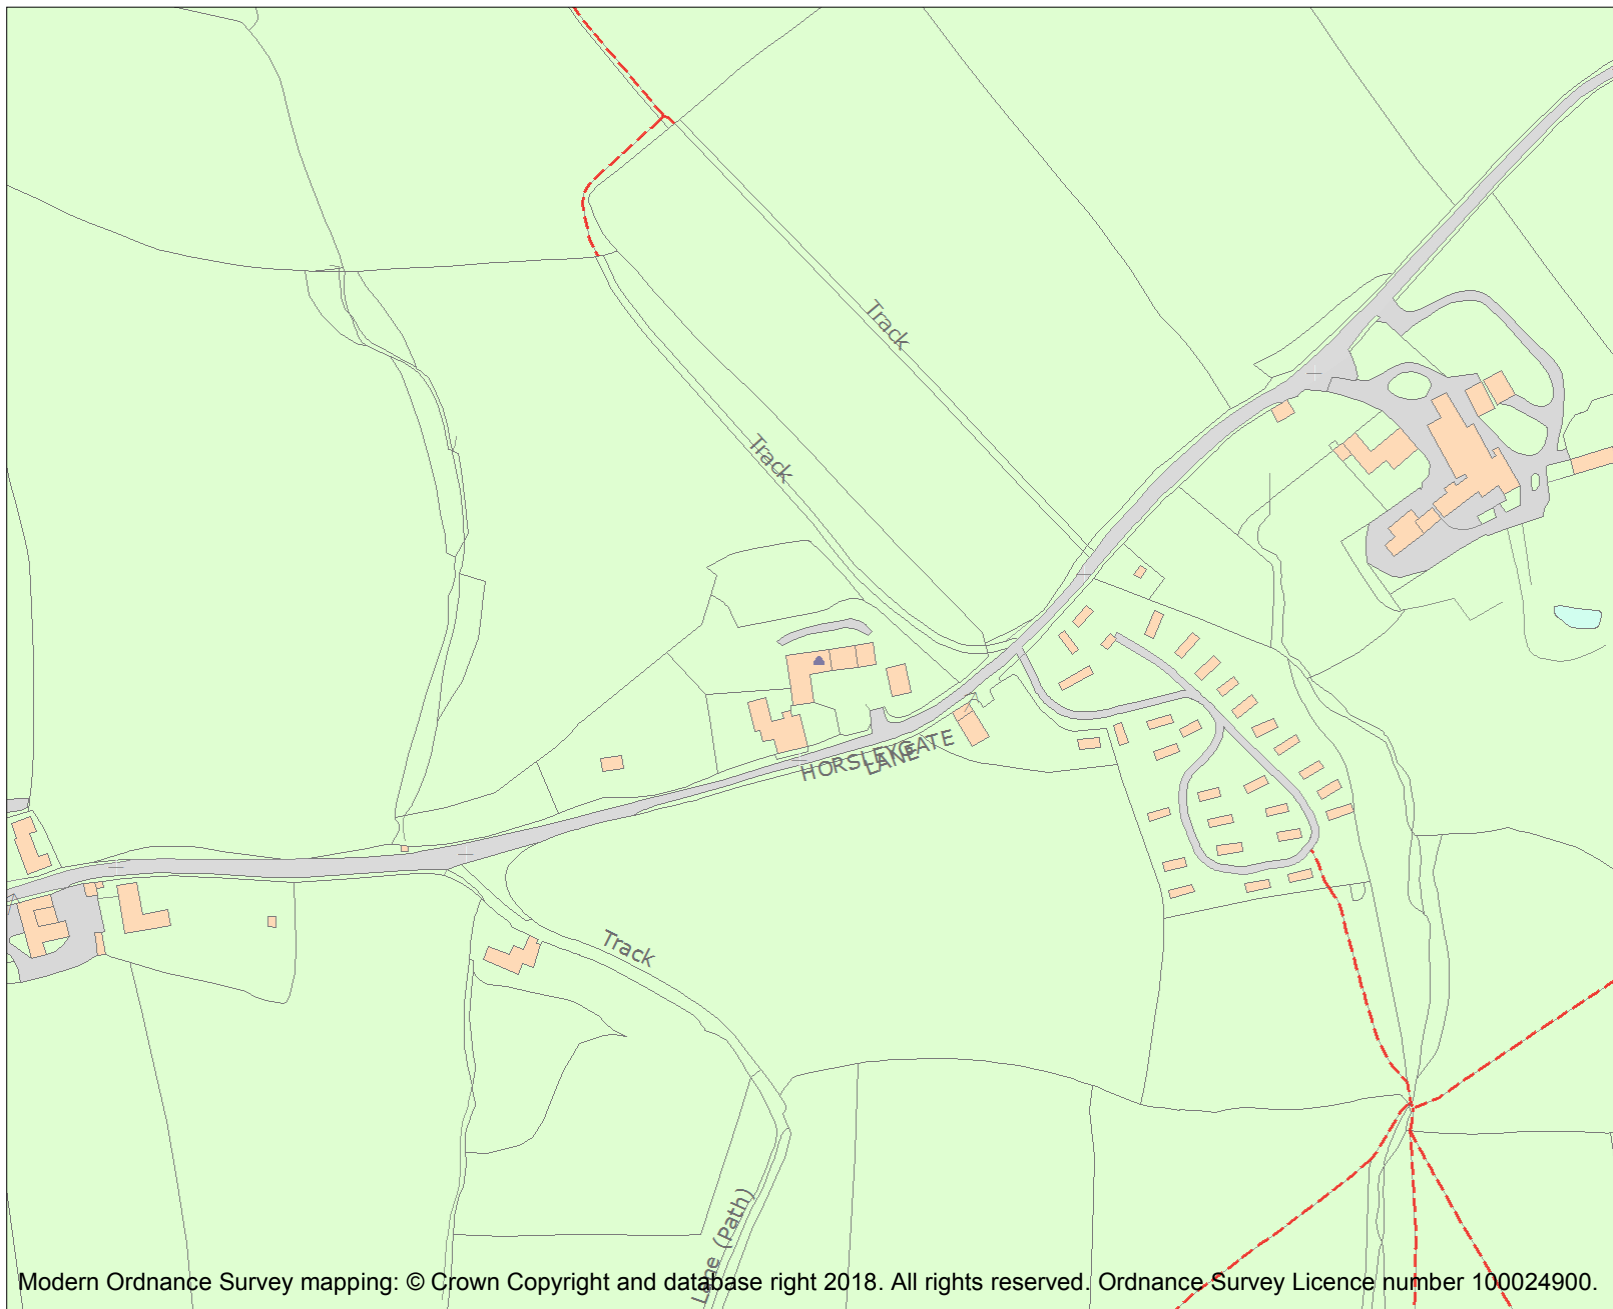 Track
Track
HORSLEYGATE
LANE
Track
Lane (Path)
Modern Ordnance Survey mapping: © Crown Copyright and database right 2018. All rights reserved. Ordnance Survey Licence number 100024900.